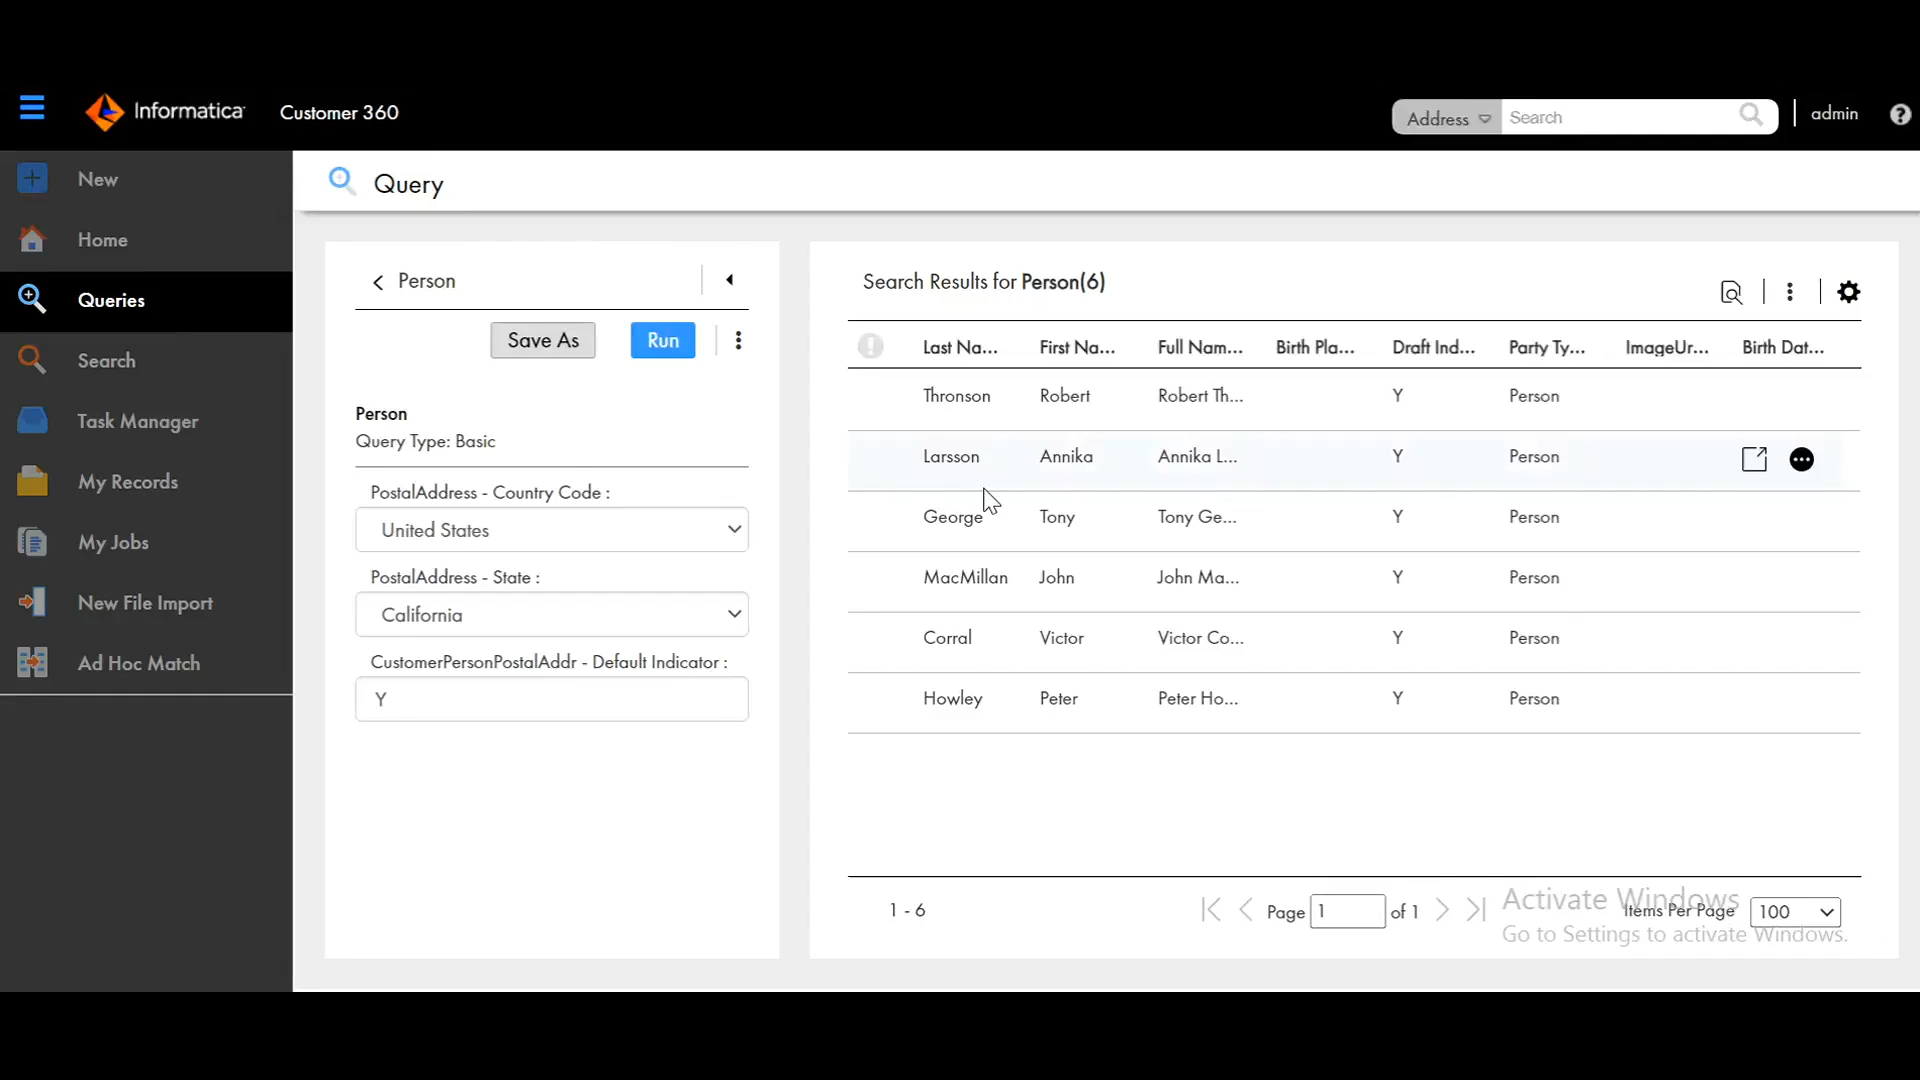 Informatica Customer 360
Address Search admin ?
New
Home
Queries
Search
Task Manager
My Records
My Jobs
New File Import
Ad Hoc Match
Query
Person
Save As Run
Person
Query Type: Basic
PostalAddress - Country Code :
United States
PostalAddress - State :
California
CustomerPersonPostalAddr - Default Indicator :
Y
Search Results for Person(6)
Last Na... First Na... Full Nam... Birth Pla... Draft Ind... Party Ty... ImageUr... Birth Dat...
Thronson Robert Robert Th... Y Person
Larsson Annika Annika L... Y Person
George Tony Tony Ge... Y Person
MacMillan John John Ma... Y Person
Corral Victor Victor Co... Y Person
Howley Peter Peter Ho... Y Person
1 - 6 Page 1 of 1 Items Per Page 100
Activate Windows
Go to Settings to activate Windows.